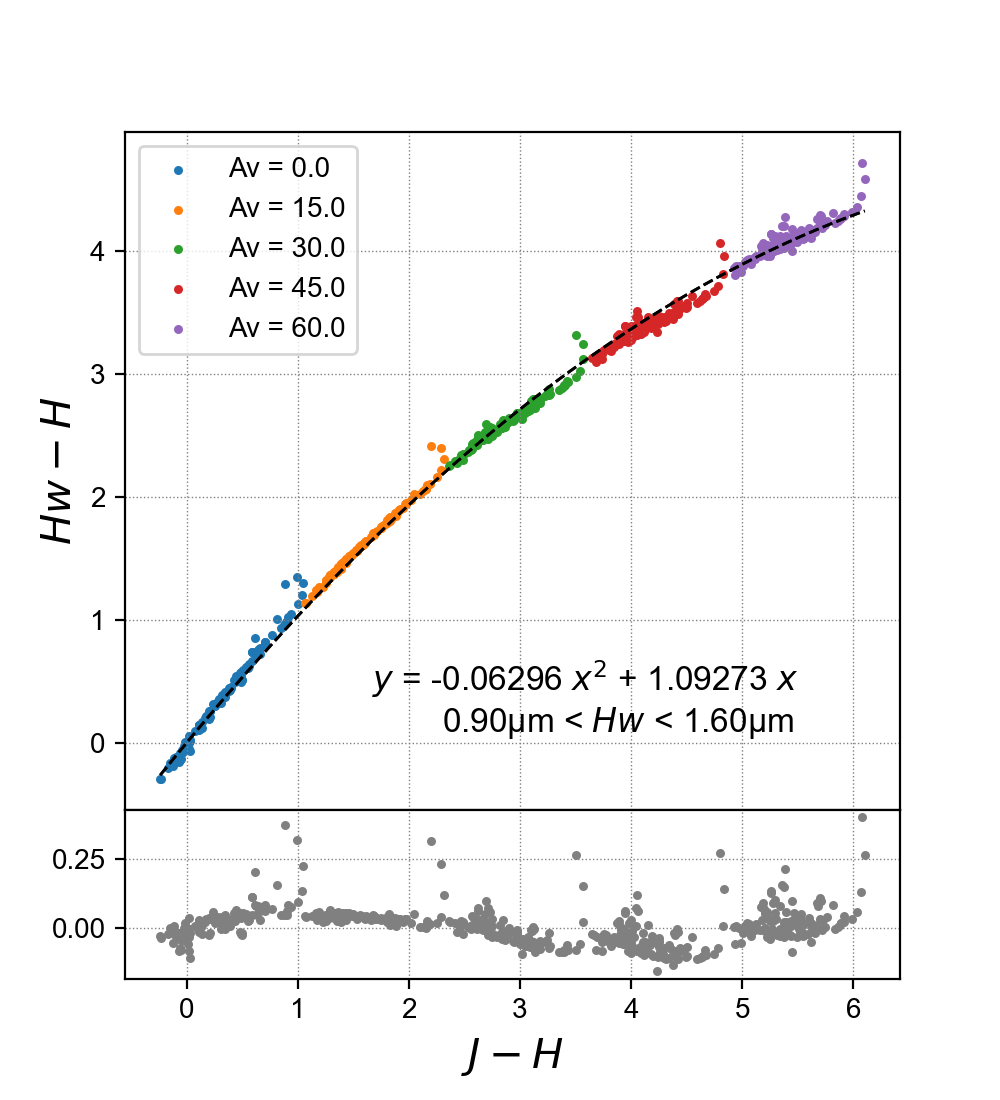 Av = 0.0
Av = 15.0
Av = 30.0
Av = 45.0
Av = 60.0
4
3
2
1
0
Hw − H
y = -0.06296 x² + 1.09273 x
0.90μm < Hw < 1.60μm
0.25
0.00
0 1 2 3 4 5 6
J − H